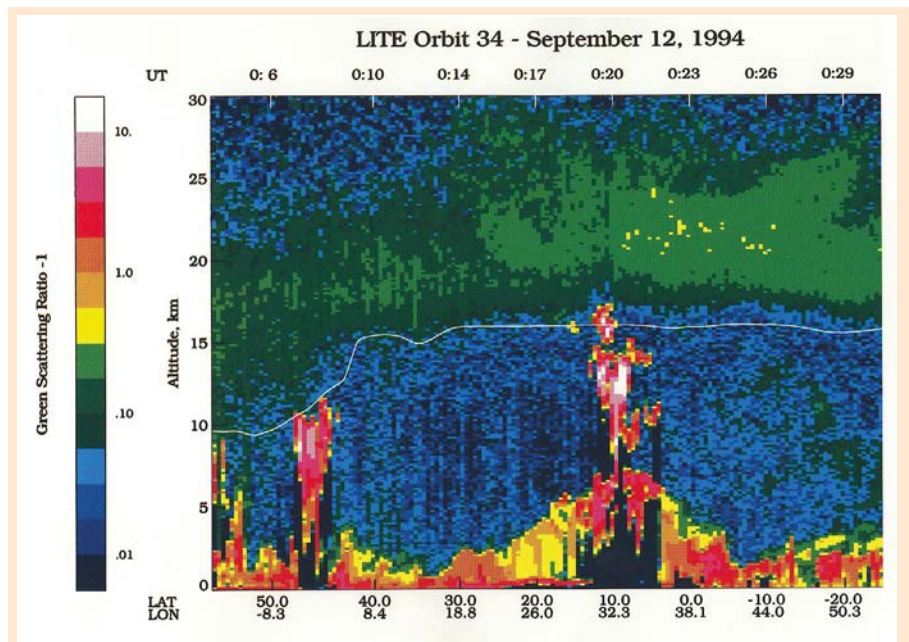 LITE Orbit 34 - September 12, 1994
UT 0: 6 0:10 0:14 0:17 0:20 0:23 0:26 0:29
10.
1.0
.10
.01
Green Scattering Ratio -1
30
25
20
15
10
5
0
Altitude, km
LAT 50.0 40.0 30.0 20.0 10.0 0.0 -10.0 -20.0
LON -8.3 8.4 18.8 26.0 32.3 38.1 44.0 50.3